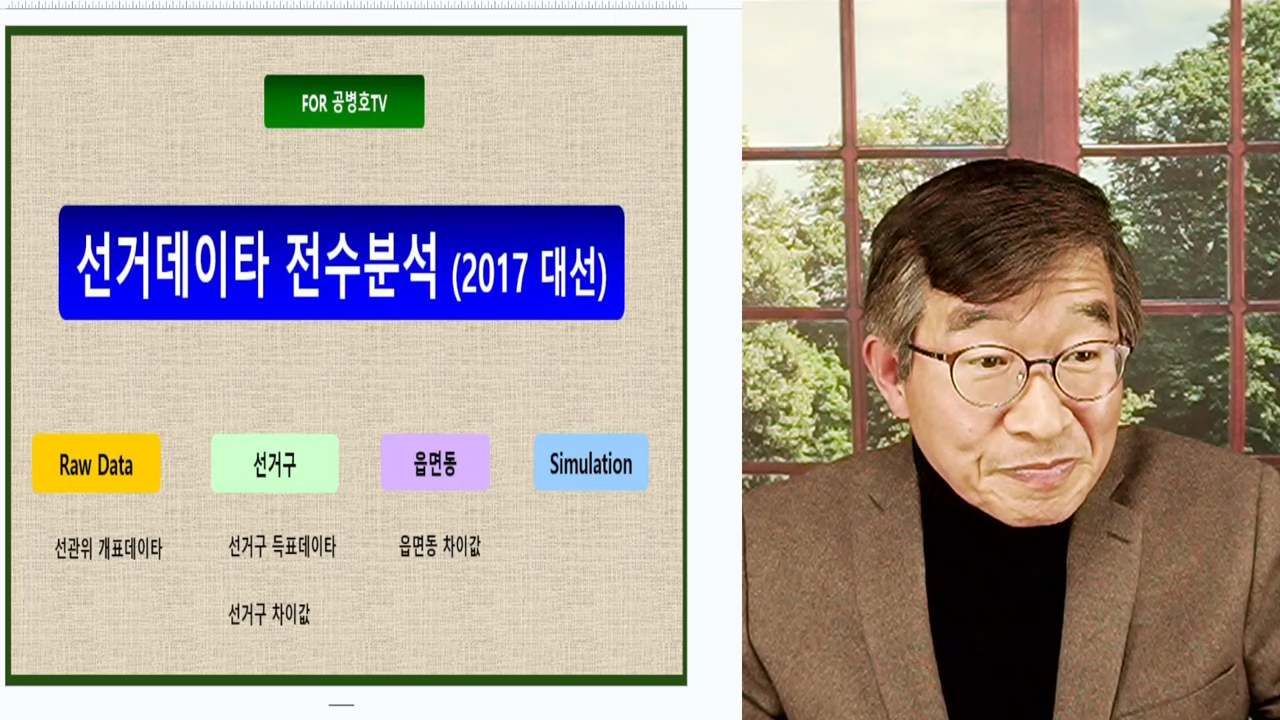 FOR 공병호TV
선거데이타 전수분석 (2017 대선)
Raw Data
선거구
읍면동
Simulation
선관위 개표데이타
선거구 득표데이타
읍면동 차이값
선거구 차이값